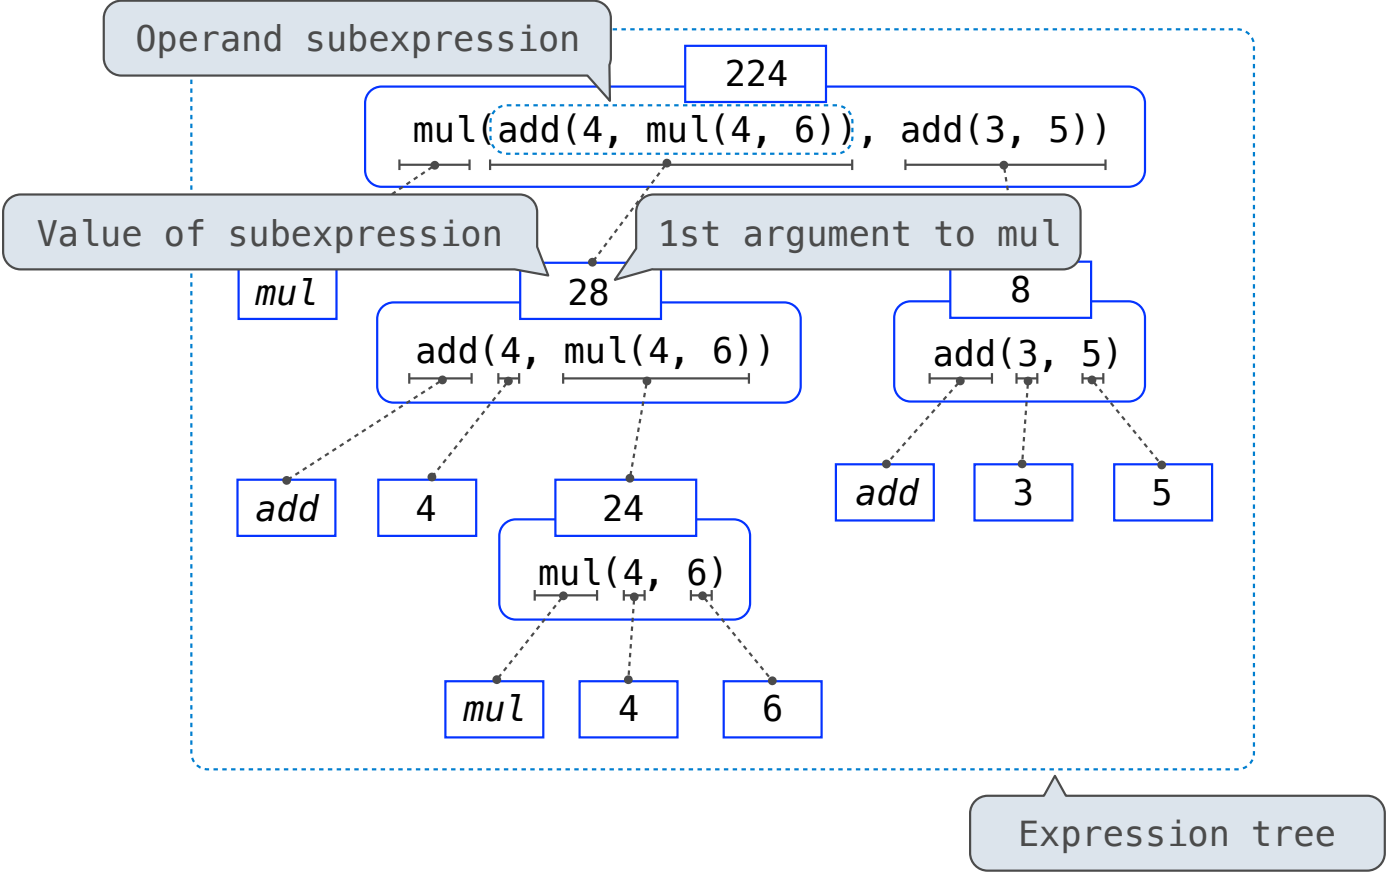 Operand subexpression
224
mul(add(4, mul(4, 6)), add(3, 5))
Value of subexpression
1st argument to mul
mul
28
8
add(4, mul(4, 6))
add(3, 5)
add
4
24
add
3
5
mul(4, 6)
mul
4
6
Expression tree